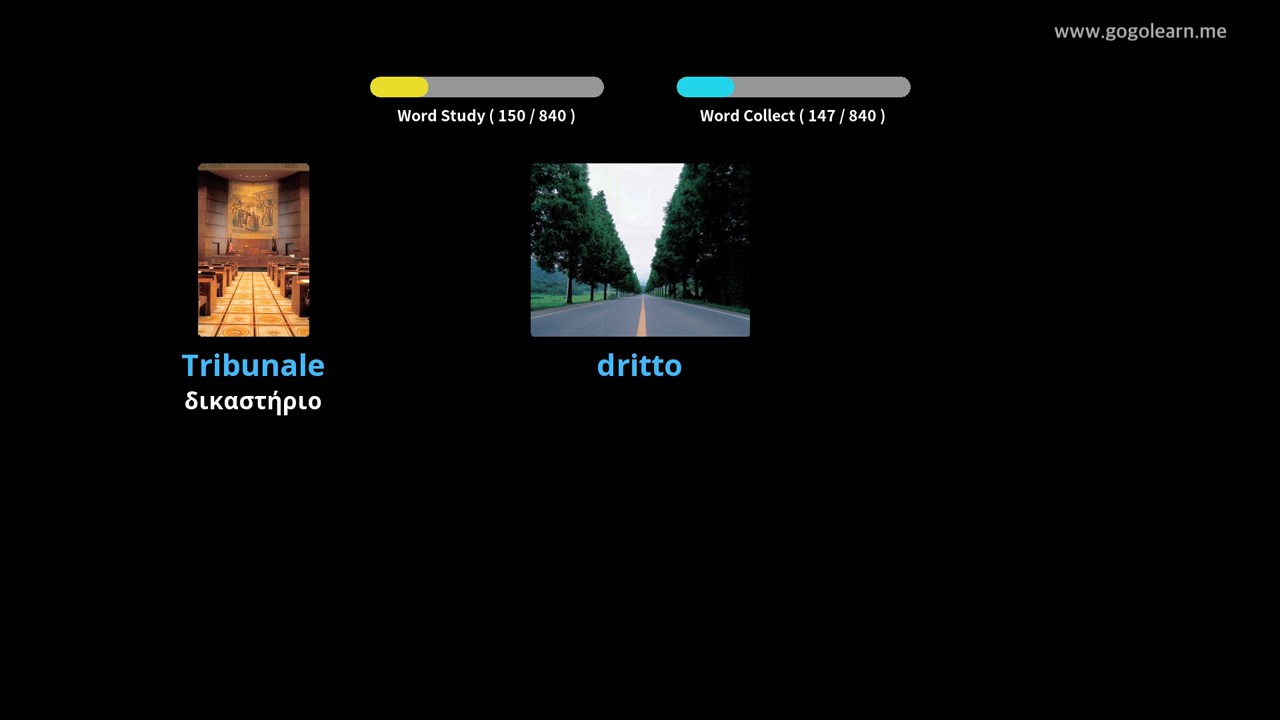 www.gogolearn.me
Word Study ( 150 / 840 )
Word Collect ( 147 / 840 )
Tribunale
δικαστήριο
dritto